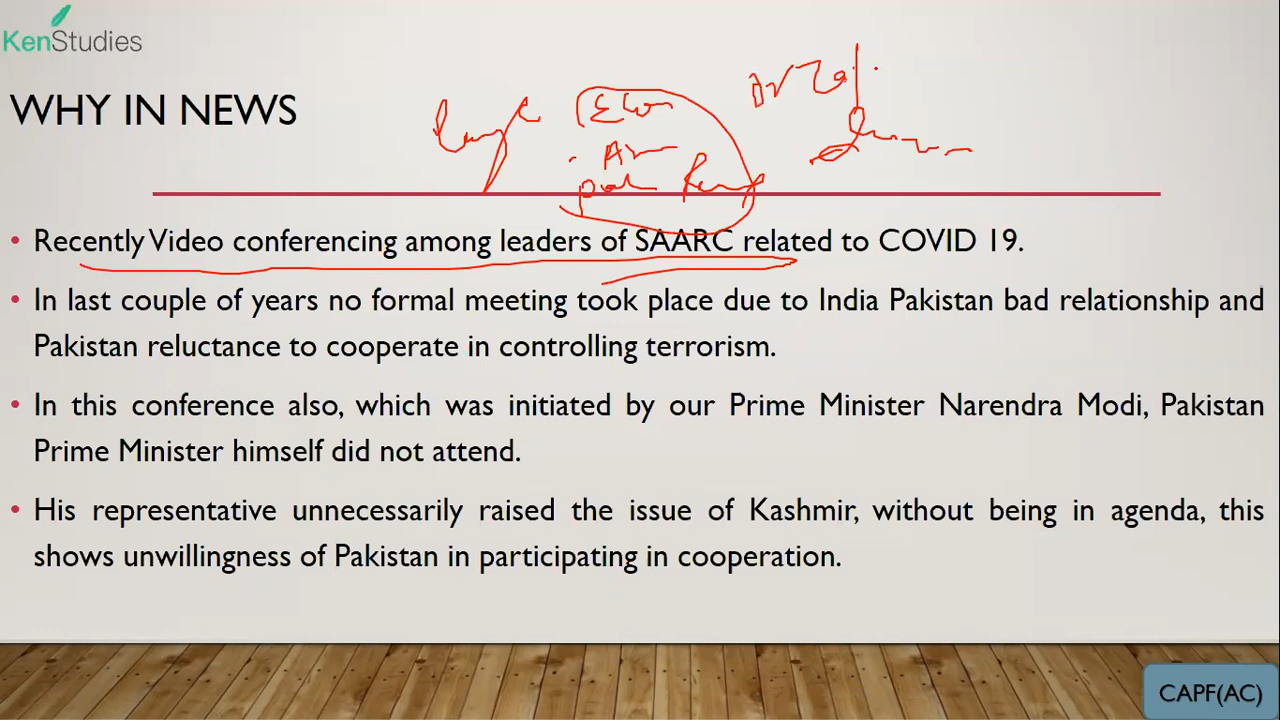 KenStudies
WHY IN NEWS
• Recently Video conferencing among leaders of SAARC related to COVID 19.
• In last couple of years no formal meeting took place due to India Pakistan bad relationship and
Pakistan reluctance to cooperate in controlling terrorism.
• In this conference also, which was initiated by our Prime Minister Narendra Modi, Pakistan
Prime Minister himself did not attend.
• His representative unnecessarily raised the issue of Kashmir, without being in agenda, this
shows unwillingness of Pakistan in participating in cooperation.
CAPF(AC)